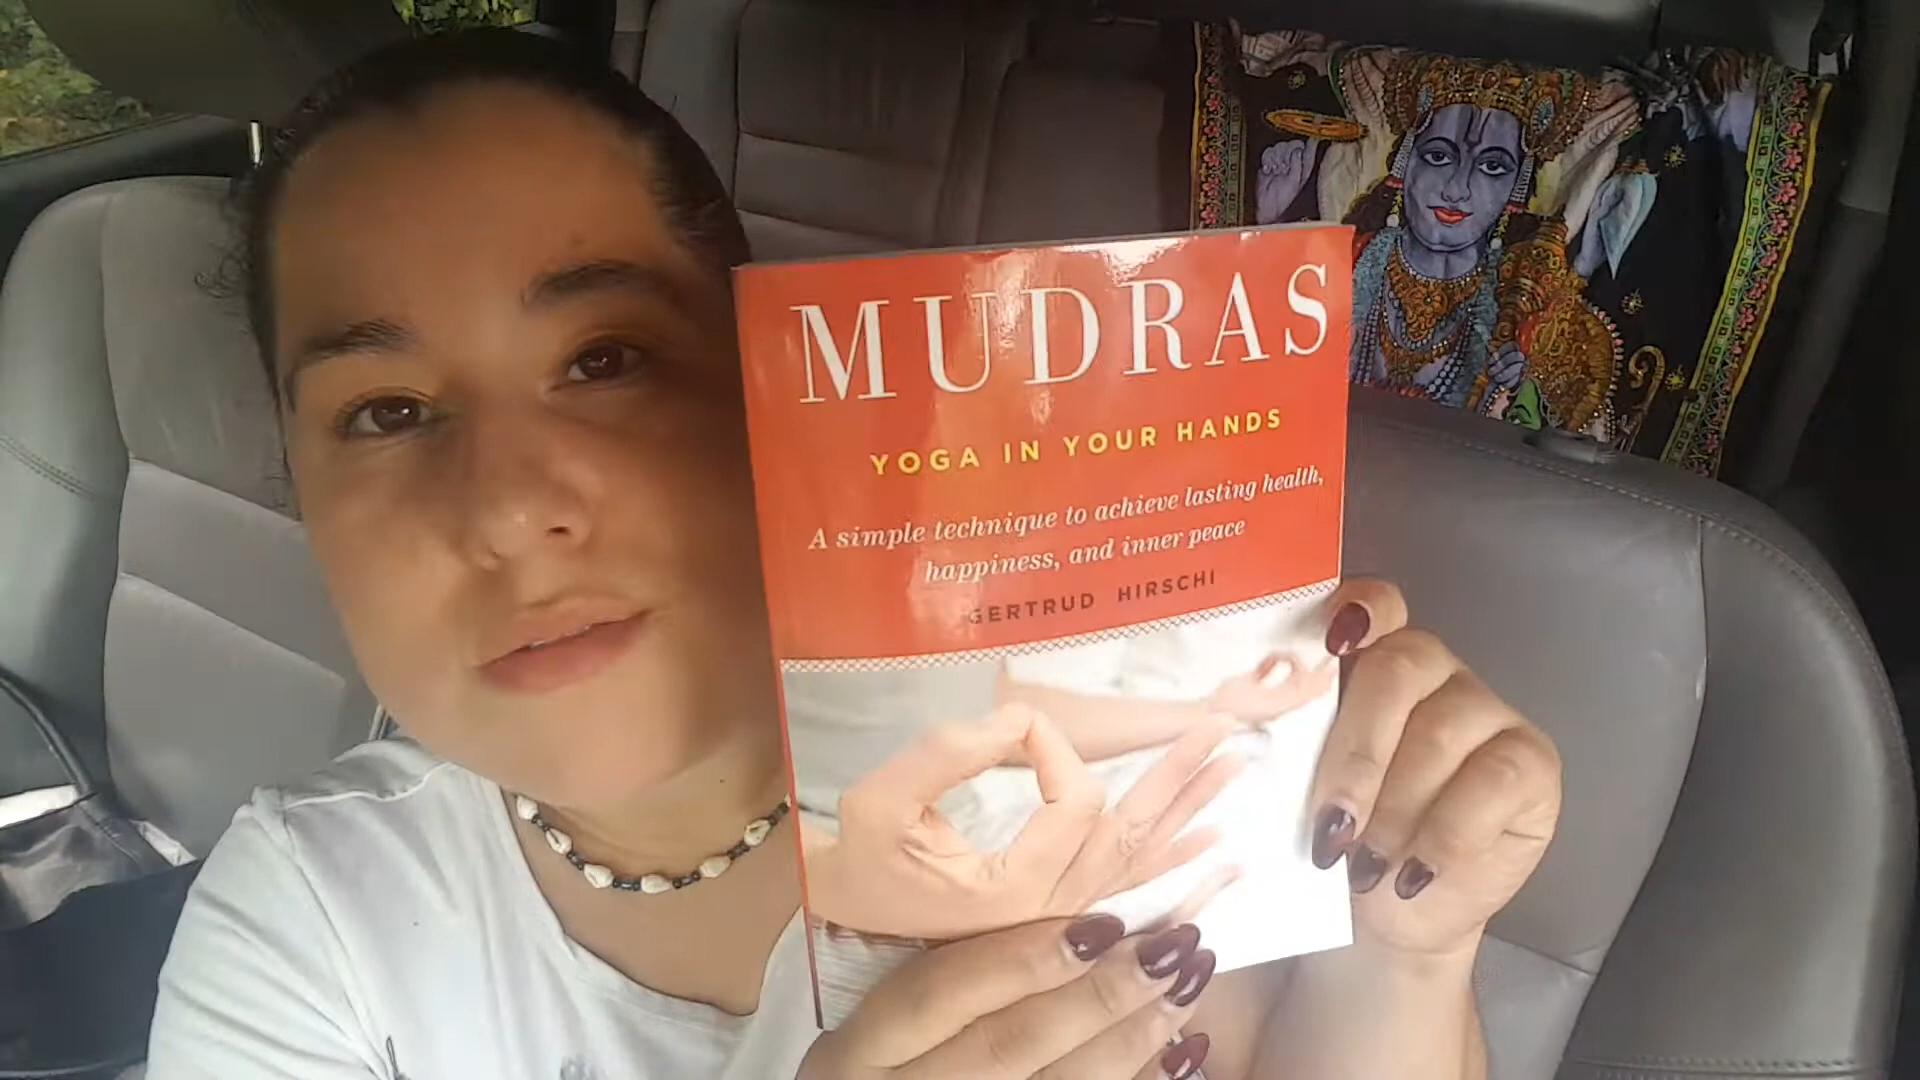 MUDRAS
YOGA IN YOUR HANDS
A simple technique to achieve lasting health,
happiness, and inner peace
GERTRUD HIRSCHI